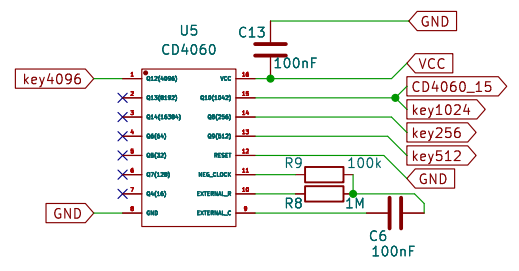 C13
GND
100nF
U5
CD4060
VCC
key4096
1
Q12(4096)
VCC
16
CD4060_15
2
Q13(8192)
Q10(1042)
15
key1024
3
Q14(16384)
Q8(256)
14
key256
4
Q6(64)
Q9(512)
13
key512
5
Q5(32)
RESET
12
GND
6
Q7(128)
NEG_CLOCK
11
R9
100k
7
Q4(16)
EXTERNAL_R
10
R8
1M
GND
8
GND
EXTERNAL_C
9
C6
100nF